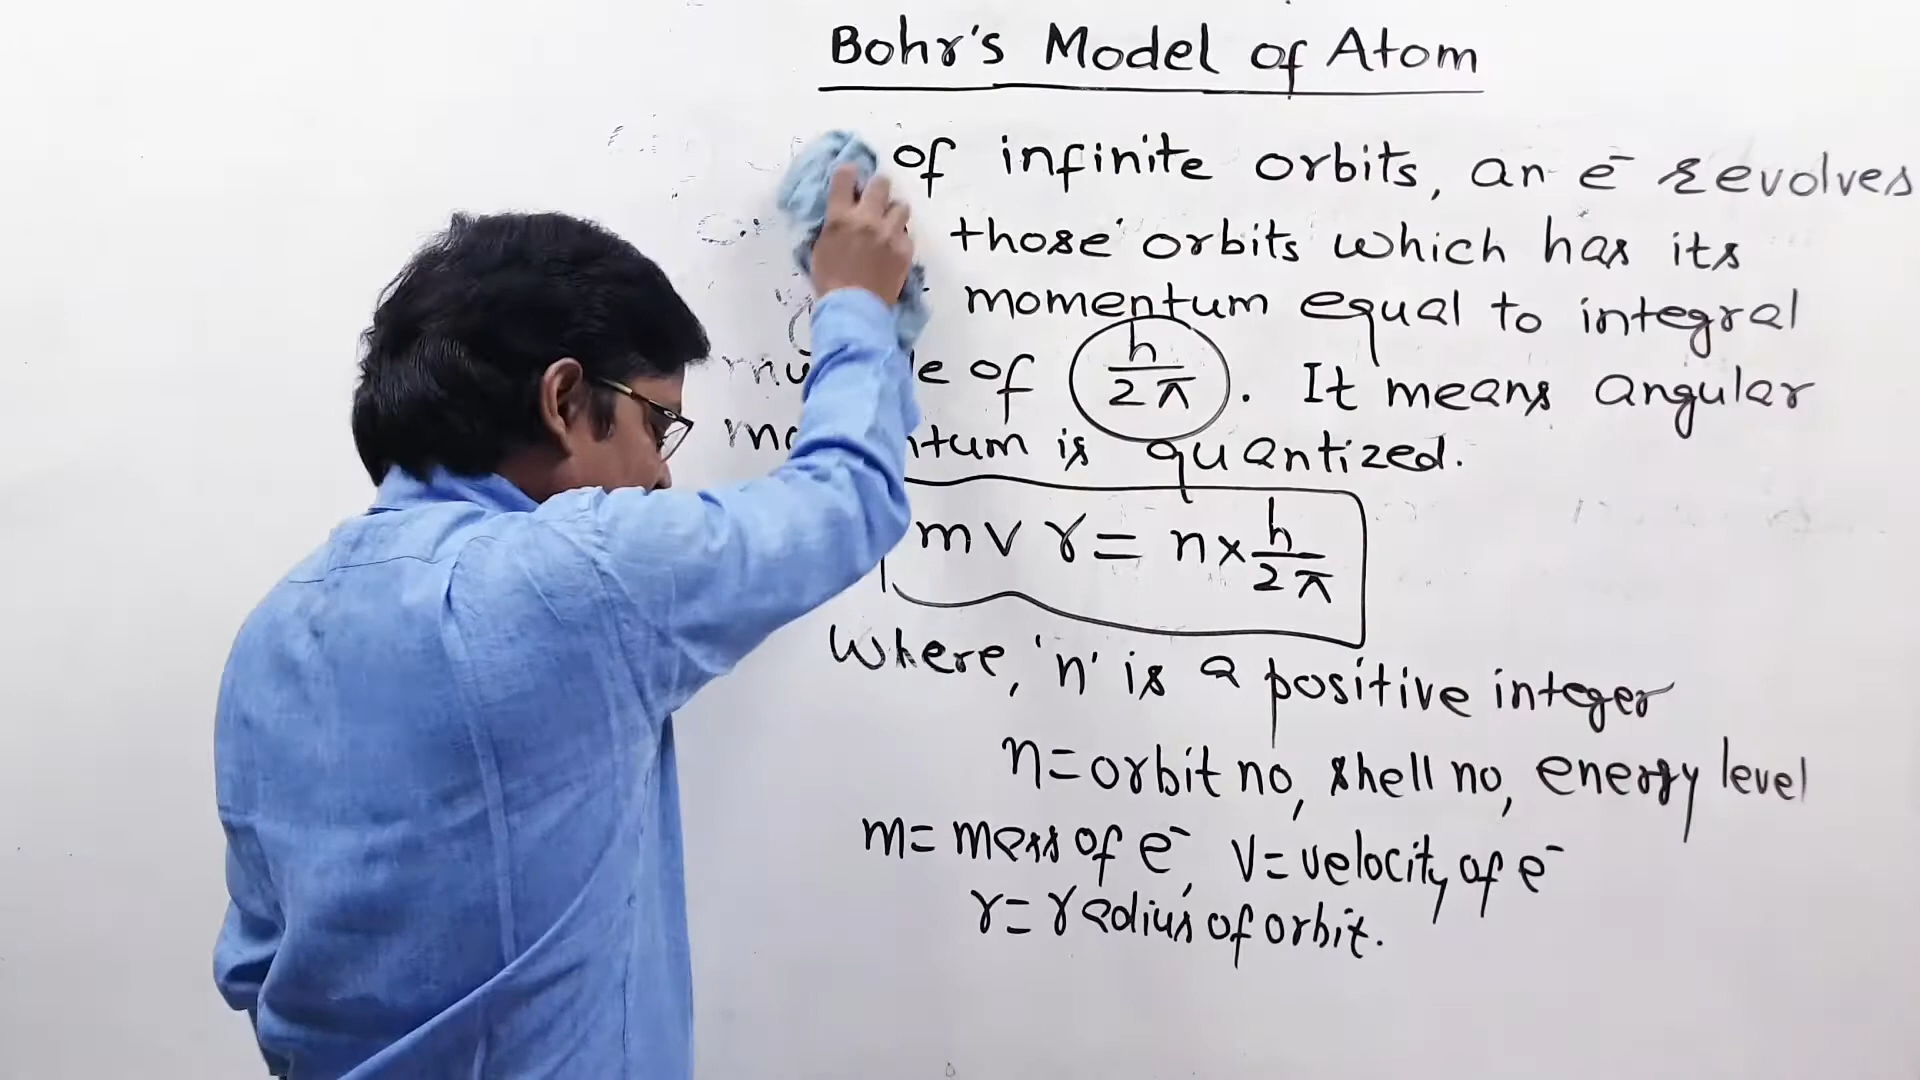 Bohr's Model of Atom
of infinite orbits, an e⁻ revolves
those orbits which has its
momentum equal to integral
of h/2π. It means angular
is quantized.
mvr = n × h/2π
Where, 'n' is a positive integer
n = orbit no, shell no, energy level
m = mass of e⁻, v = velocity of e⁻
r = radius of orbit.